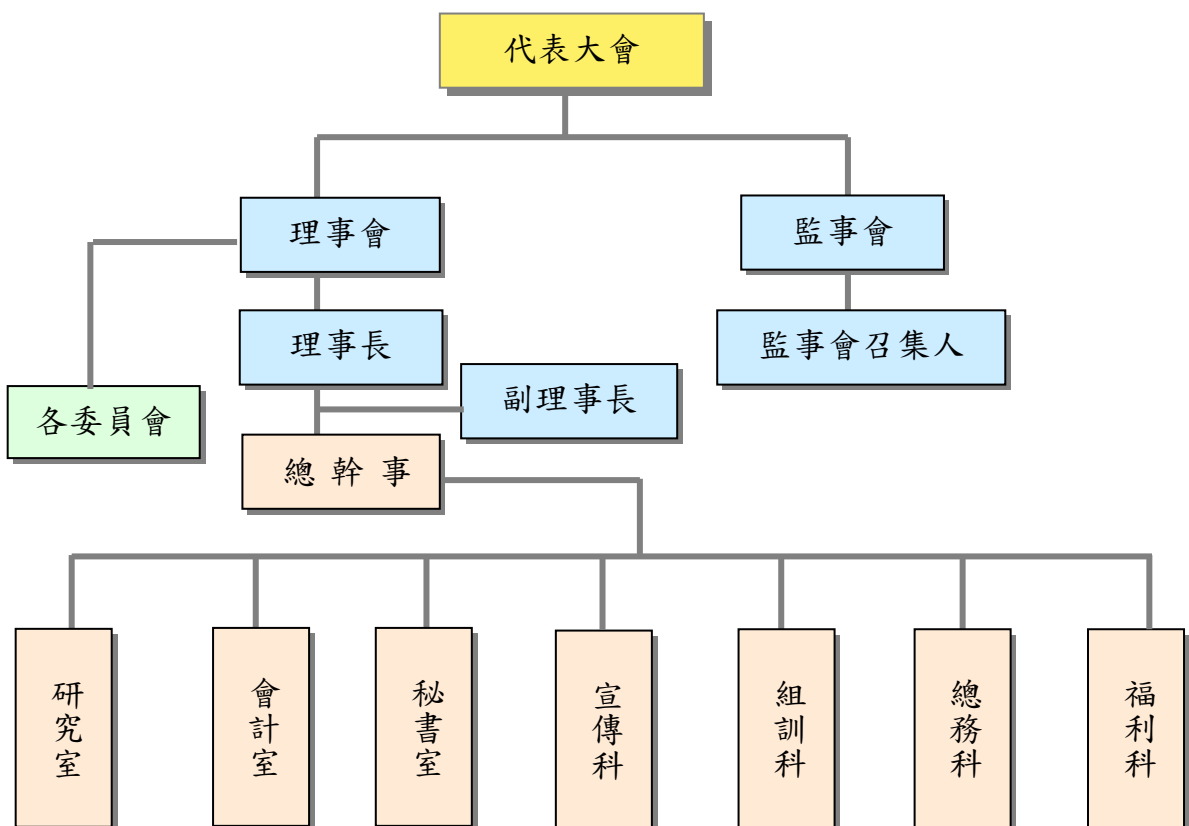 代表大會
理事會
監事會
理事長
監事會召集人
副理事長
各委員會
總 幹 事
研究室
會計室
秘書室
宣傳科
組訓科
總務科
福利科